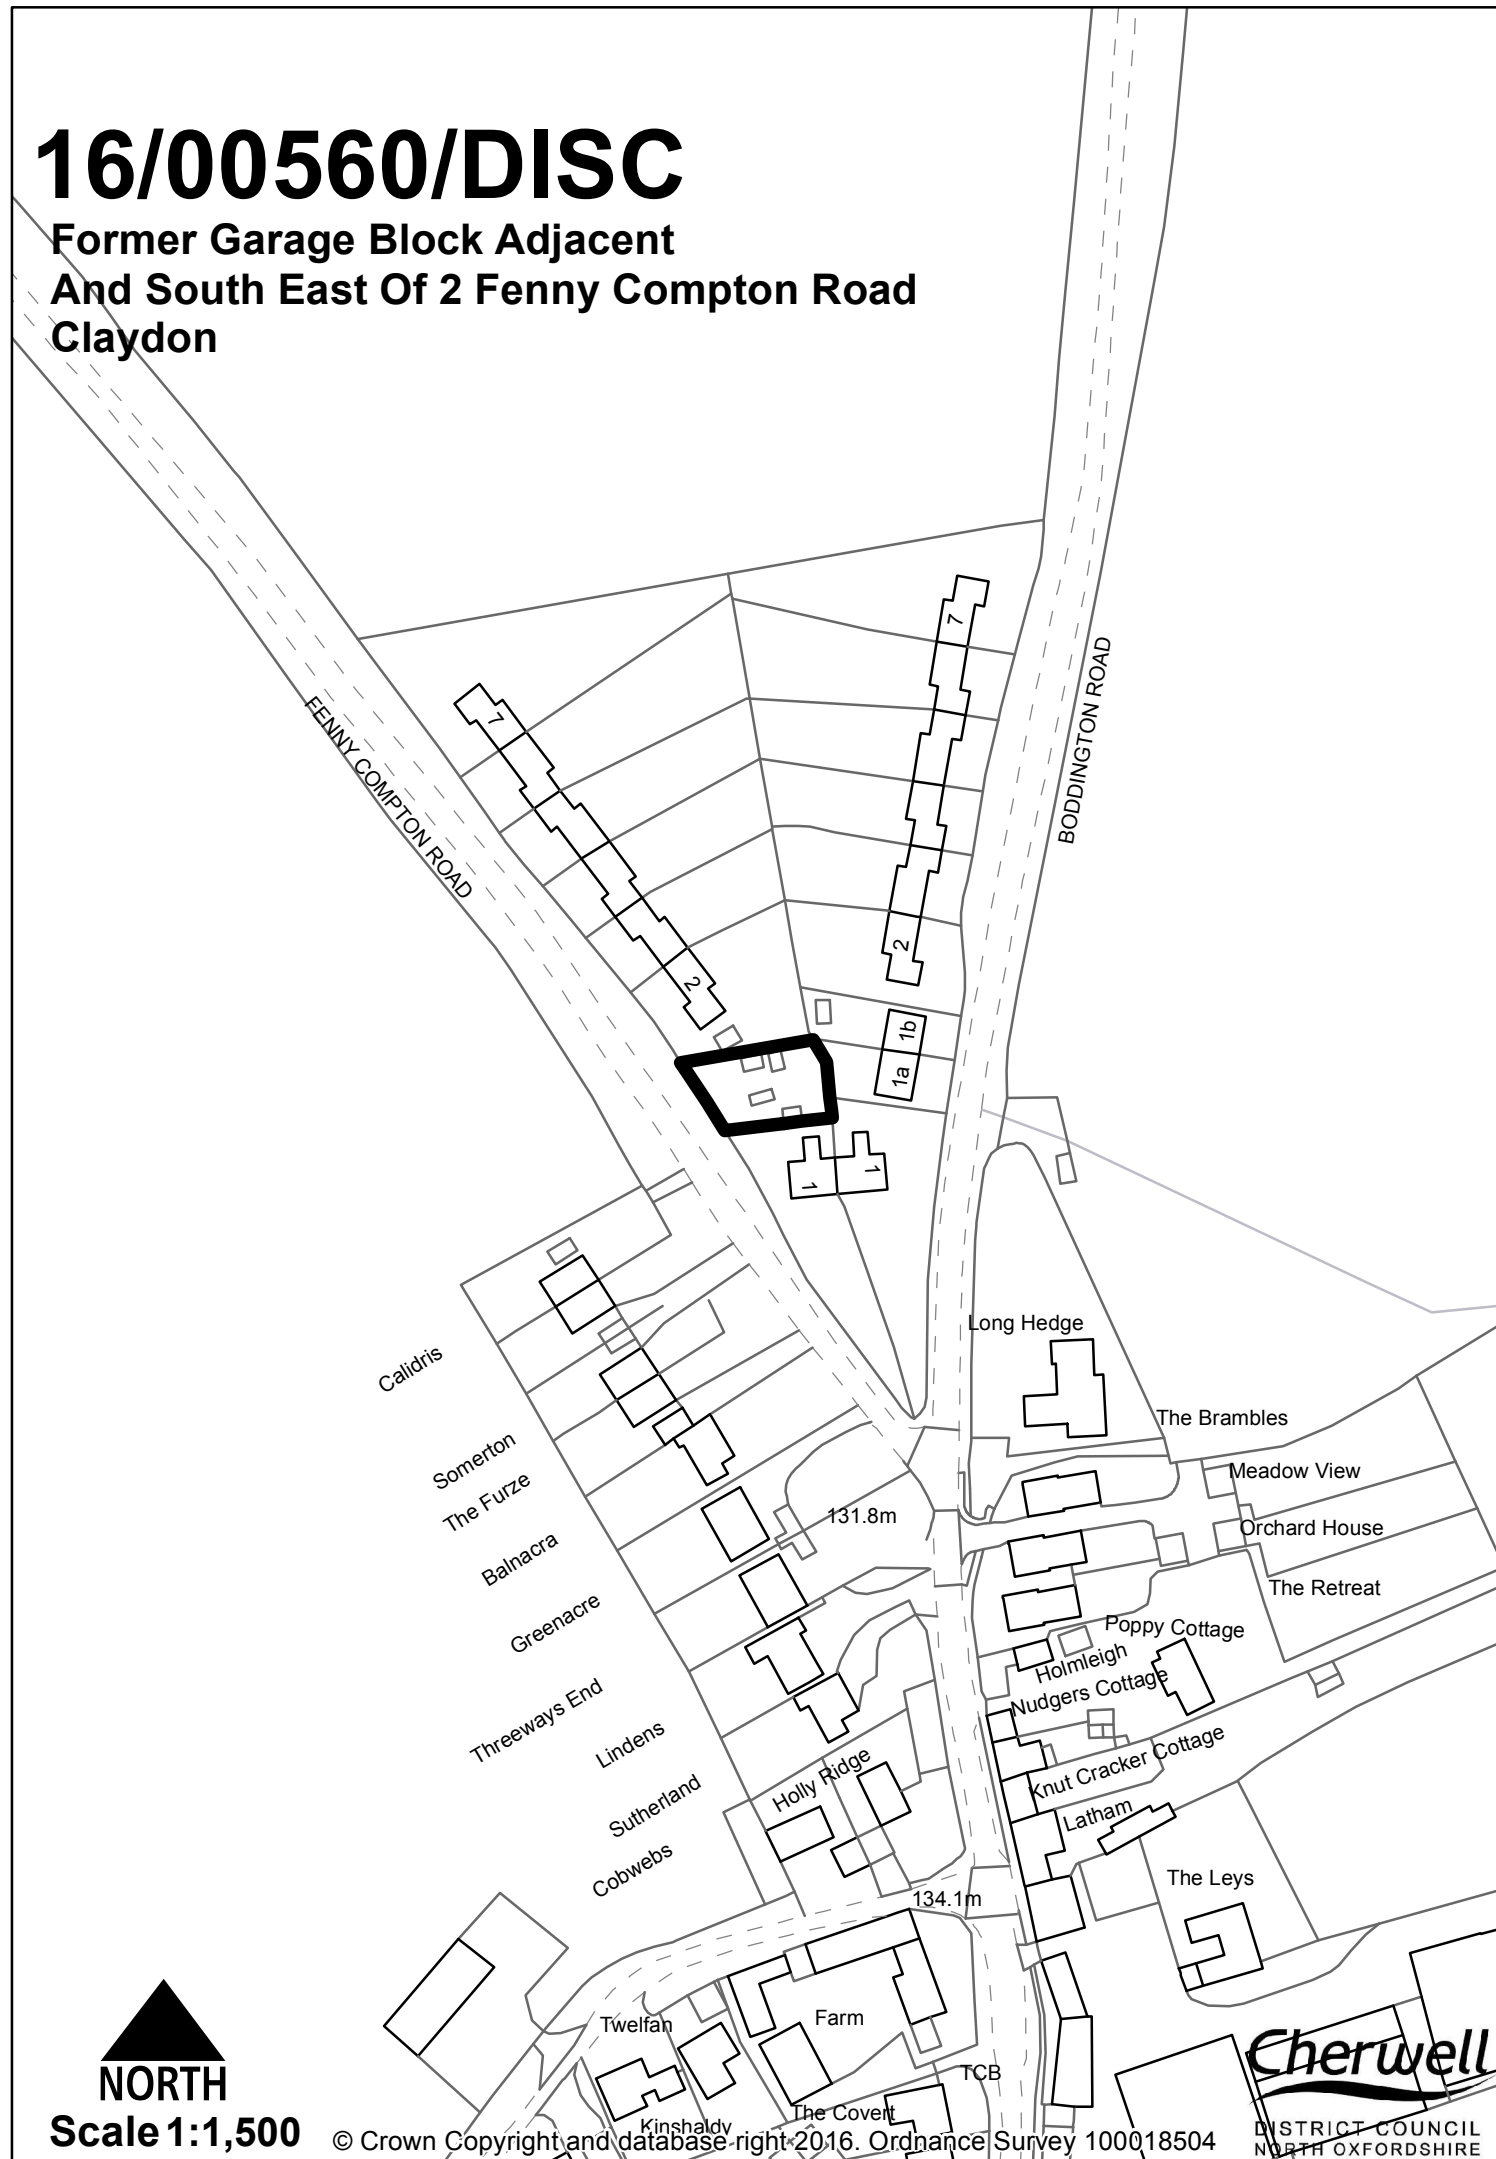 16/00560/DISC
Former Garage Block Adjacent
And South East Of 2 Fenny Compton Road
Claydon
7
7
FENNY COMPTON ROAD
BODDINGTON ROAD
2
2
1b
1a
1
1
Long Hedge
Calidris
The Brambles
Somerton
Meadow View
The Furze
131.8m
Orchard House
Balnacra
The Retreat
Greenacre
Poppy Cottage
Holmleigh
Nudgers Cottage
Threeways End
Lindens
Knut Cracker Cottage
Holly Ridge
Sutherland
Latham
Cobwebs
The Leys
134.1m
Twelfan
Farm
TCB
The Covert
Kinshaldy
NORTH
Scale 1:1,500
© Crown Copyright and database right 2016. Ordnance Survey 100018504
Cherwell
DISTRICT COUNCIL
NORTH OXFORDSHIRE